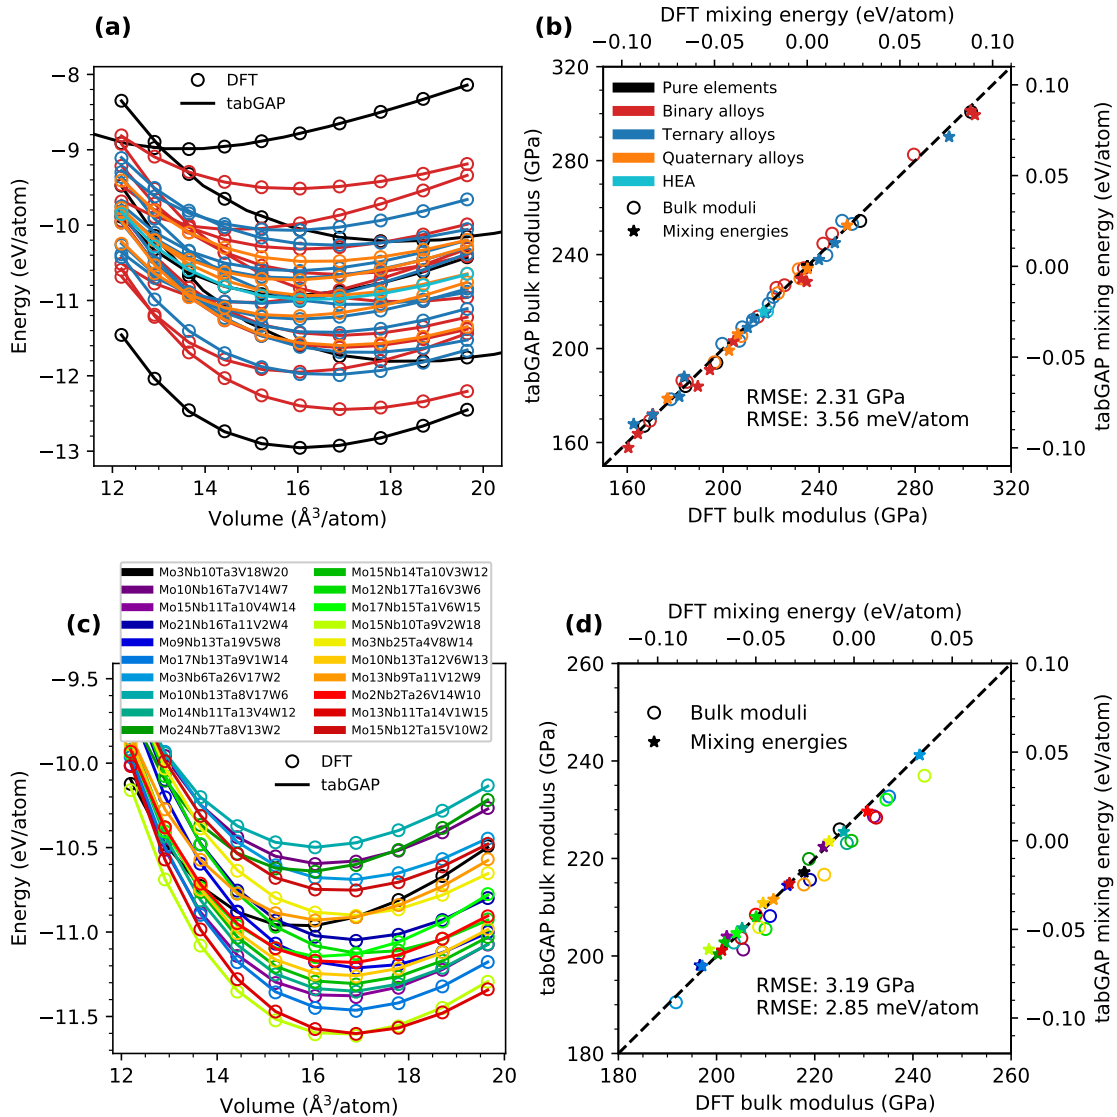 (a)
DFT
tabGAP
−8
−9
−10
−11
−12
−13
Energy (eV/atom)
12
14
16
18
20
Volume (Å³/atom)
(b)
DFT mixing energy (eV/atom)
−0.10
−0.05
0.00
0.05
0.10
Pure elements
Binary alloys
Ternary alloys
Quaternary alloys
HEA
Bulk moduli
Mixing energies
RMSE: 2.31 GPa
RMSE: 3.56 meV/atom
320
280
240
200
160
tabGAP bulk modulus (GPa)
0.10
0.05
0.00
−0.05
−0.10
tabGAP mixing energy (eV/atom)
160
200
240
280
320
DFT bulk modulus (GPa)
(c)
Mo3Nb10Ta3V18W20
Mo10Nb16Ta7V14W7
Mo15Nb11Ta10V4W14
Mo21Nb16Ta11V2W4
Mo9Nb13Ta19V5W8
Mo17Nb13Ta9V1W14
Mo3Nb6Ta26V17W2
Mo10Nb13Ta8V17W6
Mo14Nb11Ta13V4W12
Mo24Nb7Ta8V13W2
Mo15Nb14Ta10V3W12
Mo12Nb17Ta16V3W6
Mo17Nb15Ta1V6W15
Mo15Nb10Ta9V2W18
Mo3Nb25Ta4V8W14
Mo10Nb13Ta12V6W13
Mo13Nb9Ta11V12W9
Mo2Nb2Ta26V14W10
Mo13Nb11Ta14V1W15
Mo15Nb12Ta15V10W2
DFT
tabGAP
−9.5
−10.0
−10.5
−11.0
−11.5
Energy (eV/atom)
12
14
16
18
20
Volume (Å³/atom)
(d)
DFT mixing energy (eV/atom)
−0.10
−0.05
0.00
0.05
Bulk moduli
Mixing energies
RMSE: 3.19 GPa
RMSE: 2.85 meV/atom
260
240
220
200
180
tabGAP bulk modulus (GPa)
0.10
0.05
0.00
−0.05
−0.10
tabGAP mixing energy (eV/atom)
180
200
220
240
260
DFT bulk modulus (GPa)